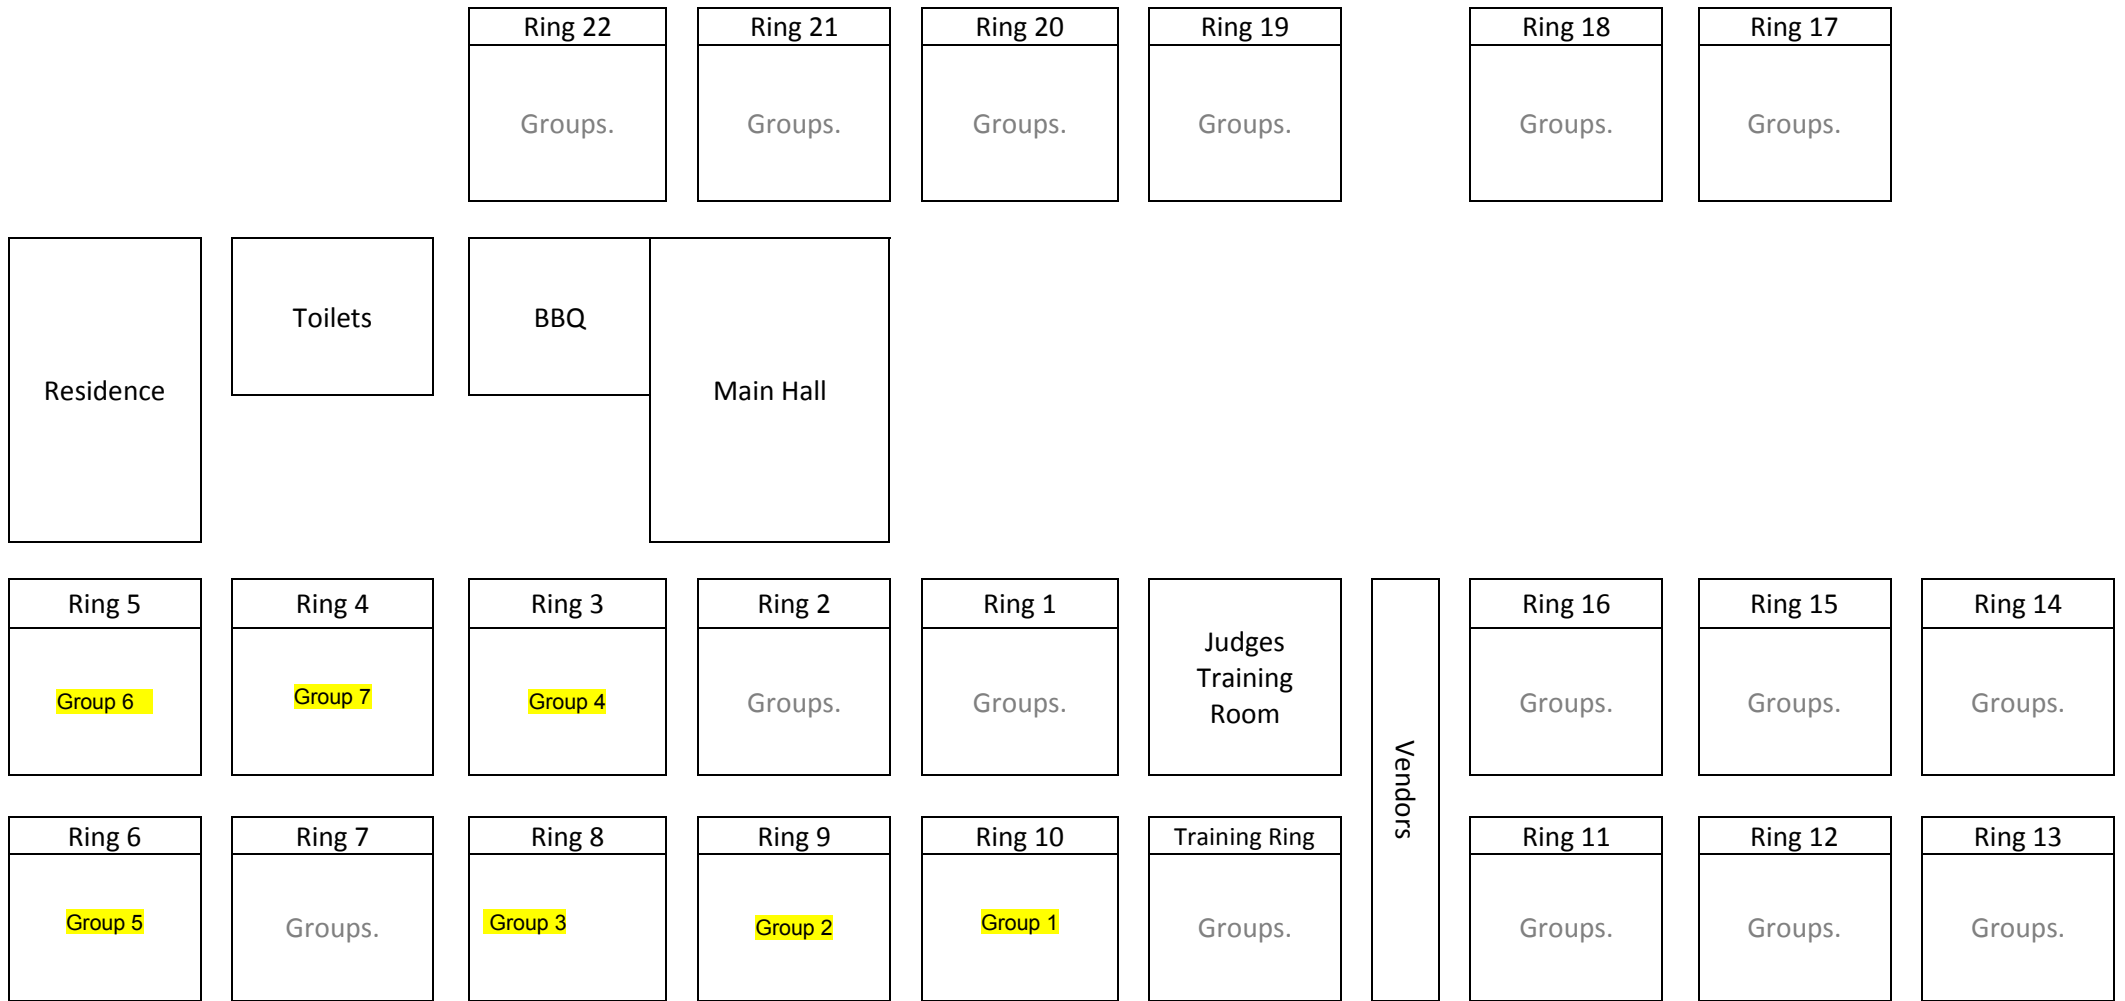 Ring 22
Ring 21
Ring 20
Ring 19
Ring 18
Ring 17
Groups.
Groups.
Groups.
Groups.
Groups.
Groups.
Residence
Toilets
BBQ
Main Hall
Ring 5
Ring 4
Ring 3
Ring 2
Ring 1
Judges
Training
Room
Vendors
Ring 16
Ring 15
Ring 14
Group 6
Group 7
Group 4
Groups.
Groups.
Groups.
Groups.
Groups.
Ring 6
Ring 7
Ring 8
Ring 9
Ring 10
Training Ring
Ring 11
Ring 12
Ring 13
Group 5
Groups.
Group 3
Group 2
Group 1
Groups.
Groups.
Groups.
Groups.